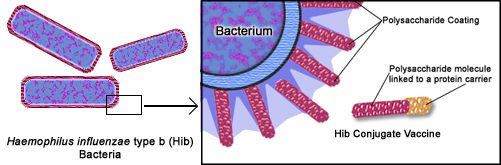 Haemophilus influenzae type b (Hib)
Bacteria
Bacterium
Polysaccharide Coating
Polysaccharide molecule
linked to a protein carrier
Hib Conjugate Vaccine